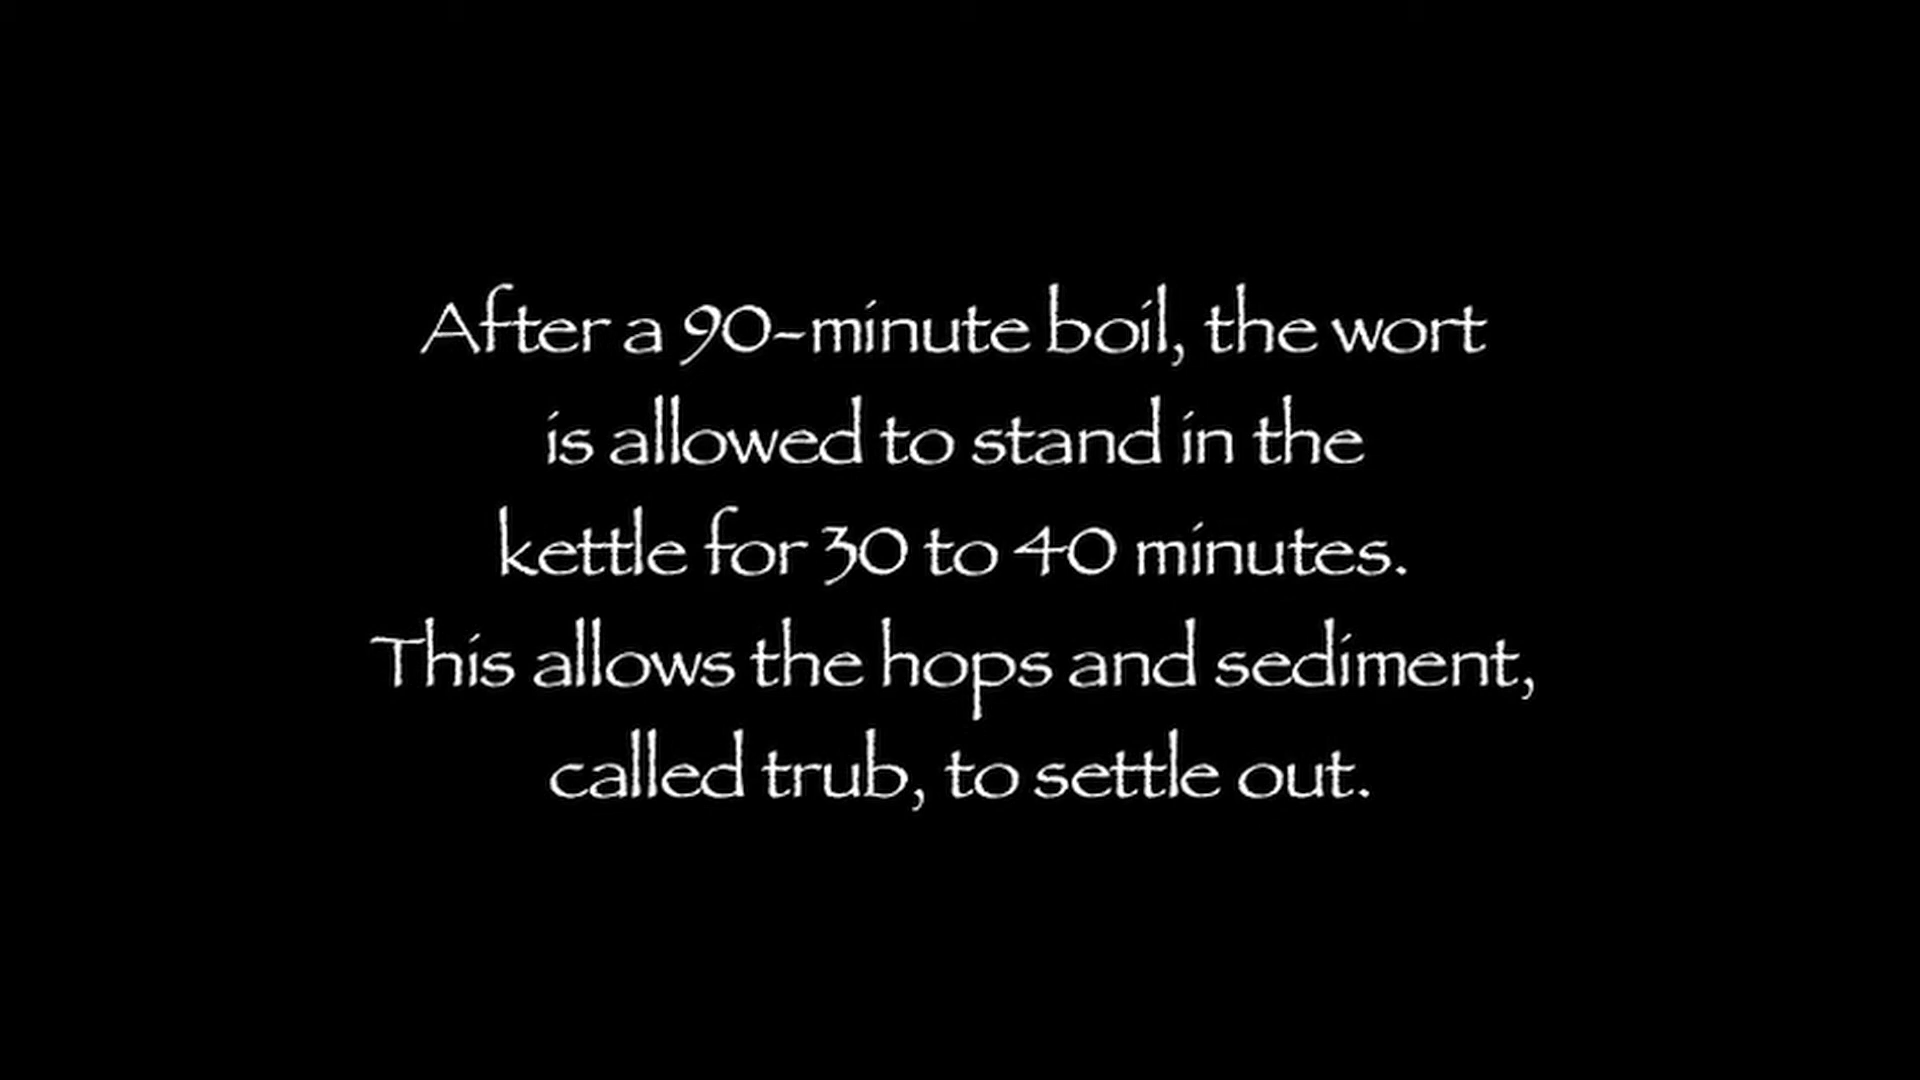 After a 90-minute boil, the wort
is allowed to stand in the
kettle for 30 to 40 minutes.
This allows the hops and sediment,
called trub, to settle out.